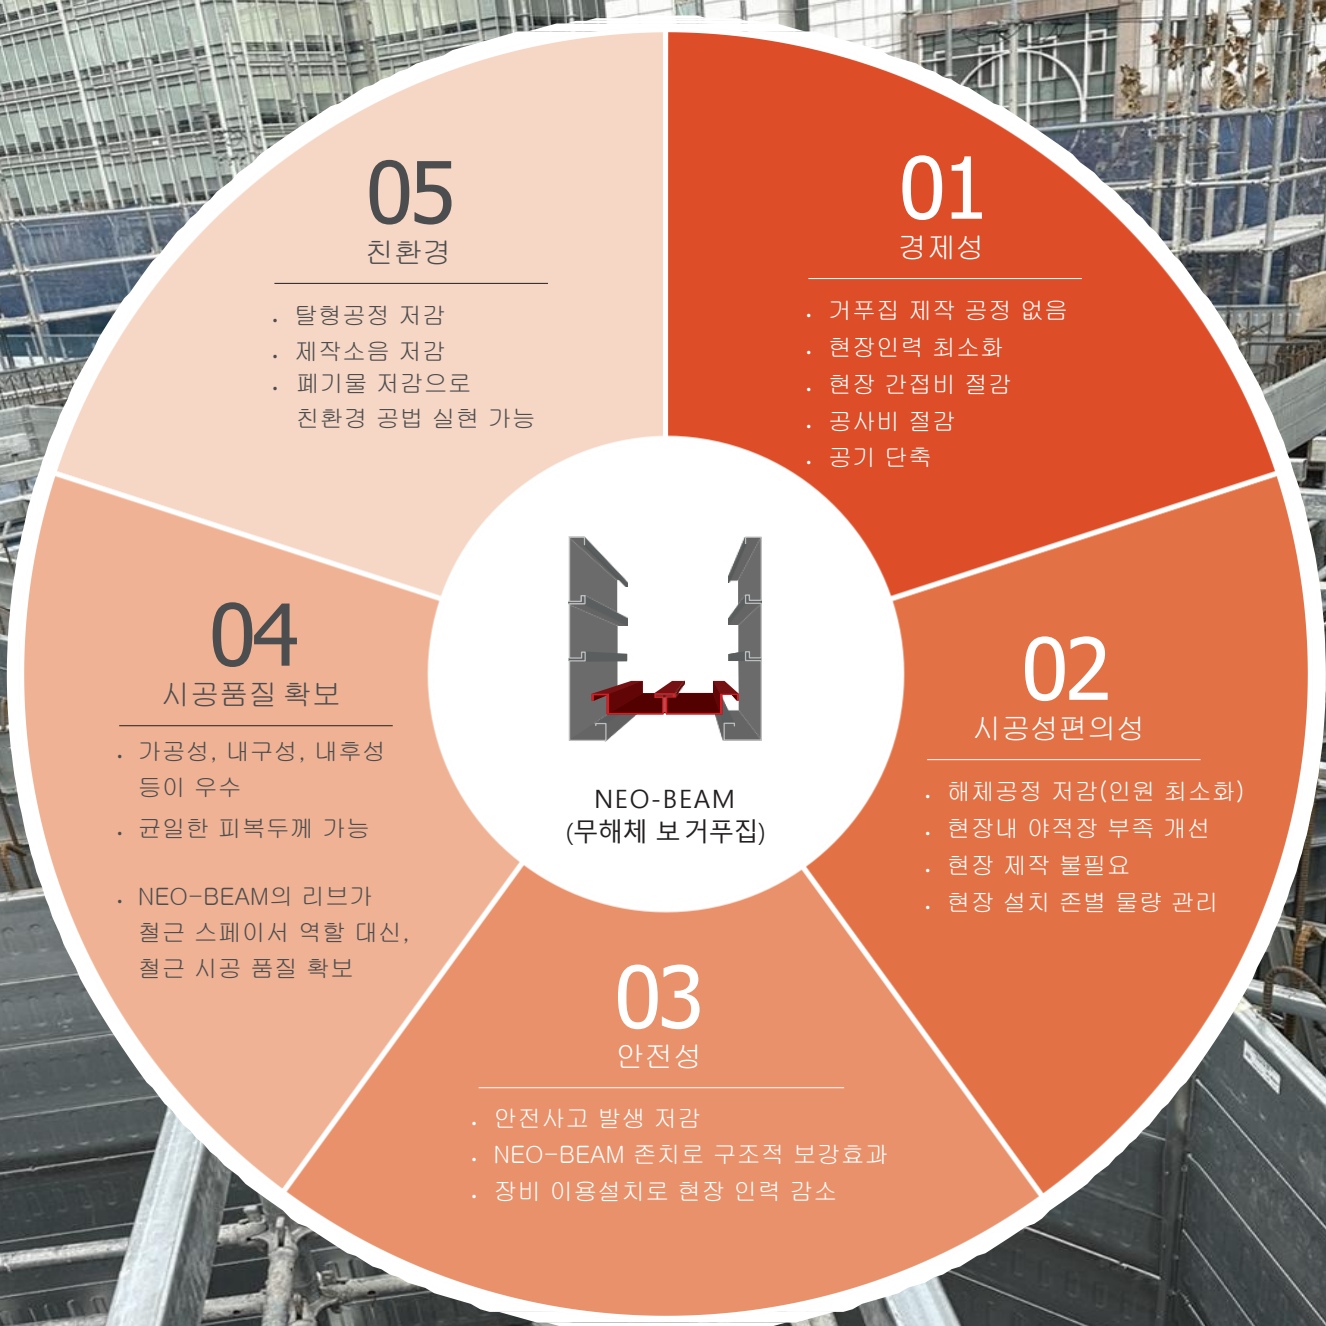 01
경제성
· 거푸집 제작 공정 없음
· 현장인력 최소화
· 현장 간접비 절감
· 공사비 절감
· 공기 단축
02
시공성편의성
· 해체공정 저감(인원 최소화)
· 현장내 야적장 부족 개선
· 현장 제작 불필요
· 현장 설치 존별 물량 관리
03
안전성
· 안전사고 발생 저감
· NEO-BEAM 존치로 구조적 보강효과
· 장비 이용설치로 현장 인력 감소
04
시공품질 확보
· 가공성, 내구성, 내후성
등이 우수
· 균일한 피복두께 가능
· NEO-BEAM의 리브가
철근 스페이서 역할 대신,
철근 시공 품질 확보
05
친환경
· 탈형공정 저감
· 제작소음 저감
· 폐기물 저감으로
친환경 공법 실현 가능
NEO-BEAM
(무해체 보 거푸집)